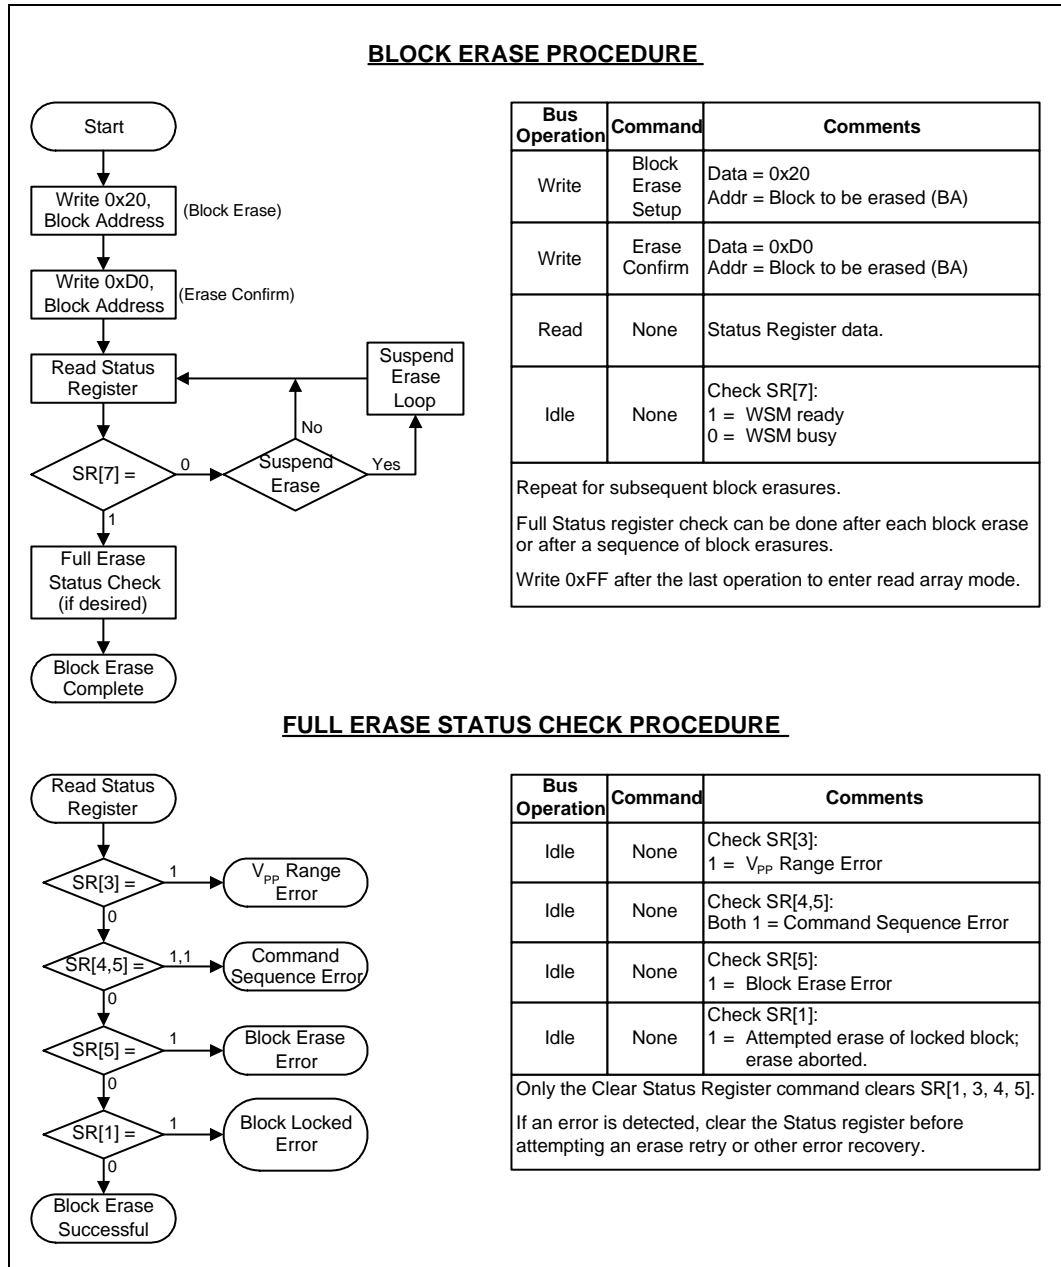 BLOCK ERASE PROCEDURE
Start
Write 0x20,
Block Address
(Block Erase)
Write 0xD0,
Block Address
(Erase Confirm)
Read Status
Register
Suspend
Erase
Loop
No
SR[7] =
0
Suspend
Erase
Yes
1
Full Erase
Status Check
(if desired)
Block Erase
Complete
Bus
Operation
Command
Comments
Write
Block
Erase
Setup
Data = 0x20
Addr = Block to be erased (BA)
Write
Erase
Confirm
Data = 0xD0
Addr = Block to be erased (BA)
Read
None
Status Register data.
Idle
None
Check SR[7]:
1 = WSM ready
0 = WSM busy
Repeat for subsequent block erasures.
Full Status register check can be done after each block erase
or after a sequence of block erasures.
Write 0xFF after the last operation to enter read array mode.
FULL ERASE STATUS CHECK PROCEDURE
Read Status
Register
SR[3] =
1
VPP Range
Error
0
SR[4,5] =
1,1
Command
Sequence Error
0
SR[5] =
1
Block Erase
Error
0
SR[1] =
1
Block Locked
Error
0
Block Erase
Successful
Bus
Operation
Command
Comments
Idle
None
Check SR[3]:
1 = VPP Range Error
Idle
None
Check SR[4,5]:
Both 1 = Command Sequence Error
Idle
None
Check SR[5]:
1 = Block Erase Error
Idle
None
Check SR[1]:
1 = Attempted erase of locked block;
erase aborted.
Only the Clear Status Register command clears SR[1, 3, 4, 5].
If an error is detected, clear the Status register before
attempting an erase retry or other error recovery.